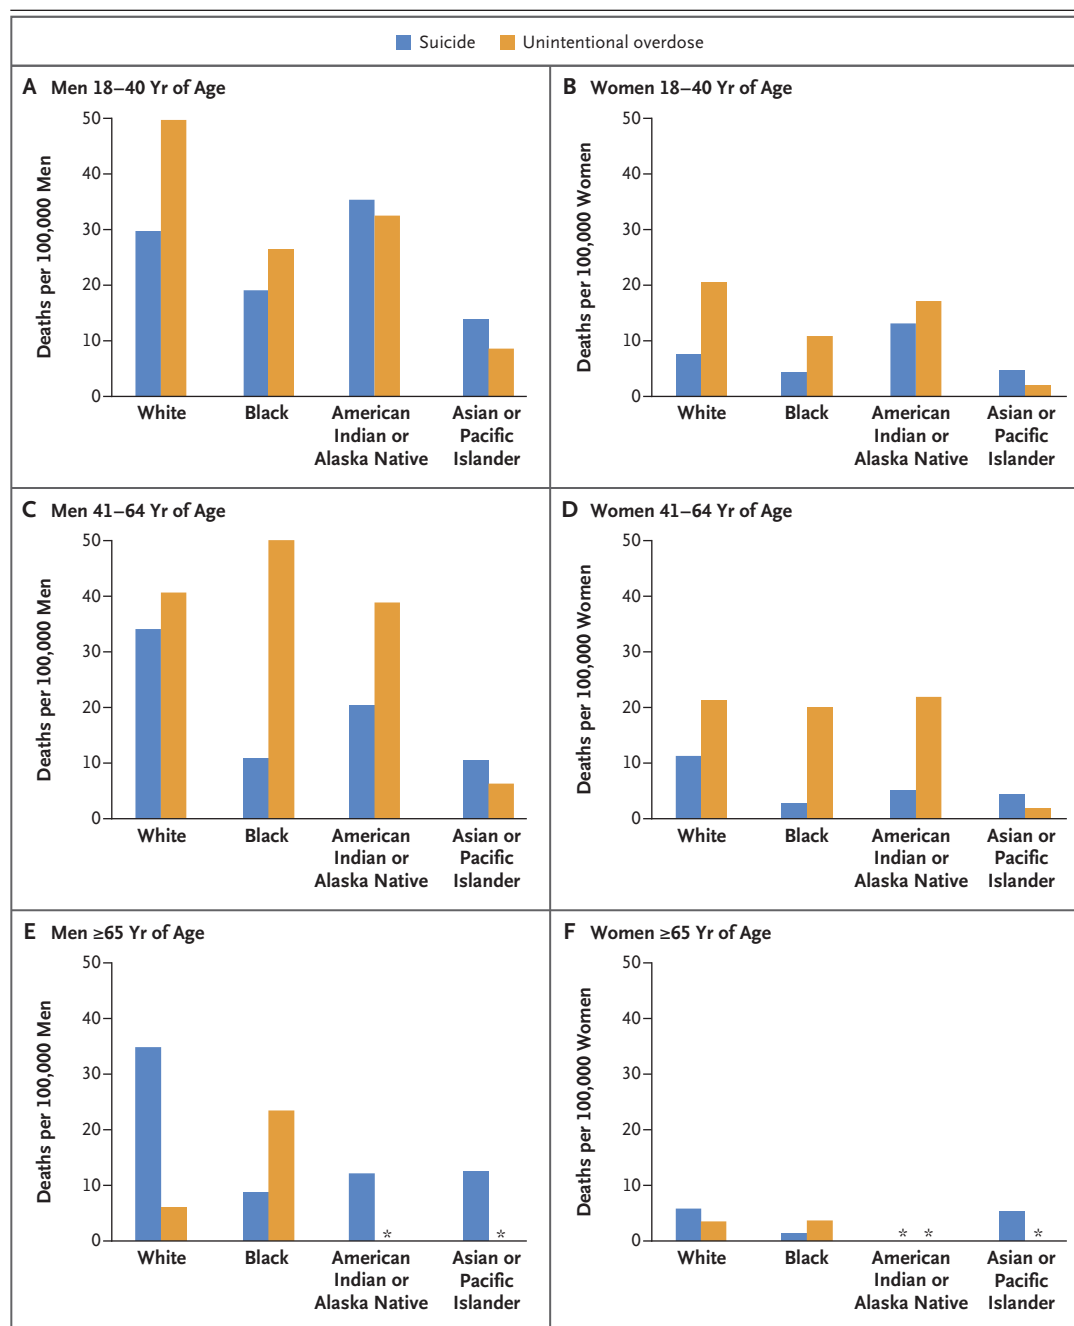 Suicide Unintentional overdose
A Men 18–40 Yr of Age
Deaths per 100,000 Men
50
40
30
20
10
0
White Black American Indian or Alaska Native Asian or Pacific Islander
B Women 18–40 Yr of Age
Deaths per 100,000 Women
50
40
30
20
10
0
White Black American Indian or Alaska Native Asian or Pacific Islander
C Men 41–64 Yr of Age
Deaths per 100,000 Men
50
40
30
20
10
0
White Black American Indian or Alaska Native Asian or Pacific Islander
D Women 41–64 Yr of Age
Deaths per 100,000 Women
50
40
30
20
10
0
White Black American Indian or Alaska Native Asian or Pacific Islander
E Men ≥65 Yr of Age
Deaths per 100,000 Men
50
40
30
20
10
0
* *
White Black American Indian or Alaska Native Asian or Pacific Islander
F Women ≥65 Yr of Age
Deaths per 100,000 Women
50
40
30
20
10
0
* * *
White Black American Indian or Alaska Native Asian or Pacific Islander